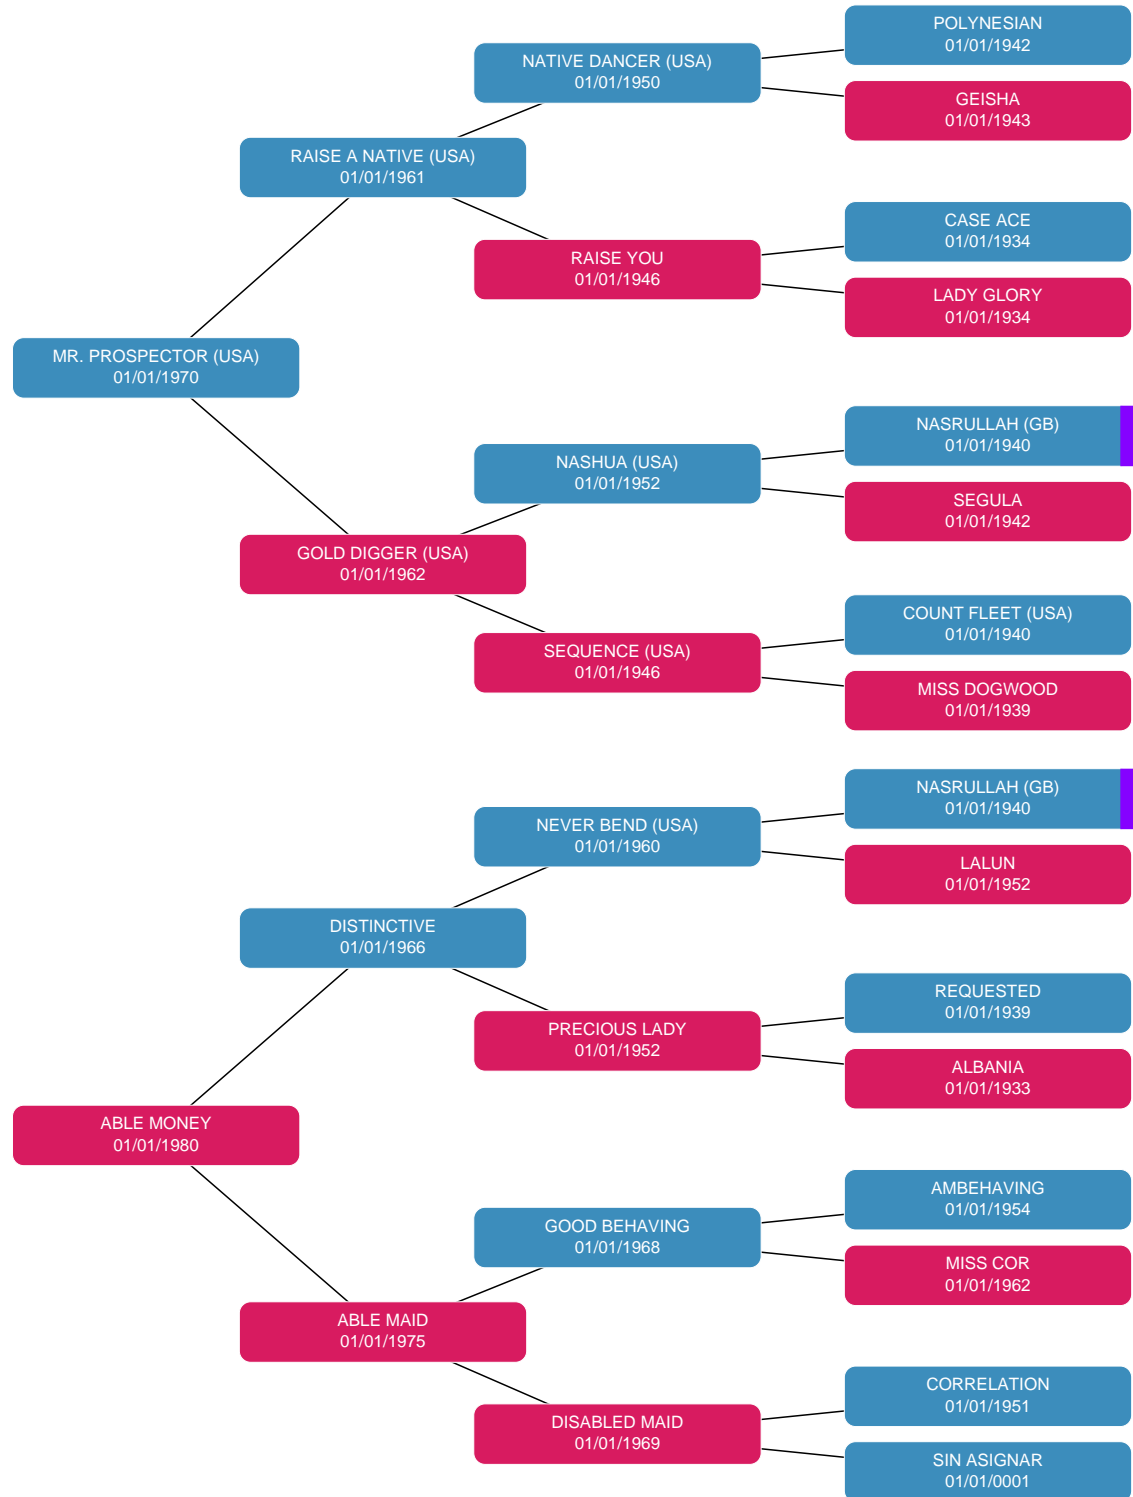 POLYNESIAN
01/01/1942
NATIVE DANCER (USA)
01/01/1950
GEISHA
01/01/1943
RAISE A NATIVE (USA)
01/01/1961
CASE ACE
01/01/1934
RAISE YOU
01/01/1946
LADY GLORY
01/01/1934
MR. PROSPECTOR (USA)
01/01/1970
NASRULLAH (GB)
01/01/1940
NASHUA (USA)
01/01/1952
SEGULA
01/01/1942
GOLD DIGGER (USA)
01/01/1962
COUNT FLEET (USA)
01/01/1940
SEQUENCE (USA)
01/01/1946
MISS DOGWOOD
01/01/1939
NASRULLAH (GB)
01/01/1940
NEVER BEND (USA)
01/01/1960
LALUN
01/01/1952
DISTINCTIVE
01/01/1966
REQUESTED
01/01/1939
PRECIOUS LADY
01/01/1952
ALBANIA
01/01/1933
ABLE MONEY
01/01/1980
AMBEHAVING
01/01/1954
GOOD BEHAVING
01/01/1968
MISS COR
01/01/1962
ABLE MAID
01/01/1975
CORRELATION
01/01/1951
DISABLED MAID
01/01/1969
SIN ASIGNAR
01/01/0001